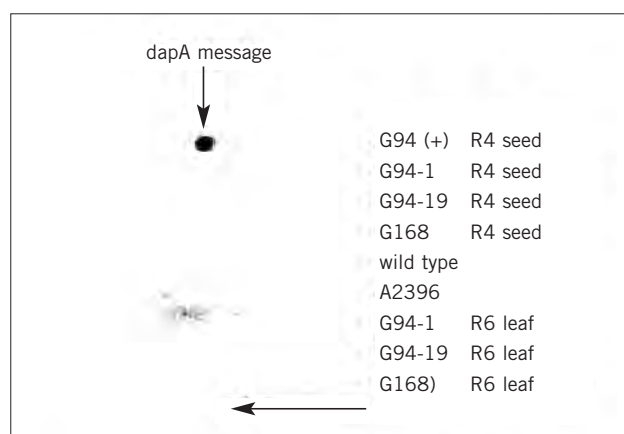 dapA message
G94 (+) R4 seed
G94-1 R4 seed
G94-19 R4 seed
G168 R4 seed
wild type
A2396
G94-1 R6 leaf
G94-19 R6 leaf
G168) R6 leaf